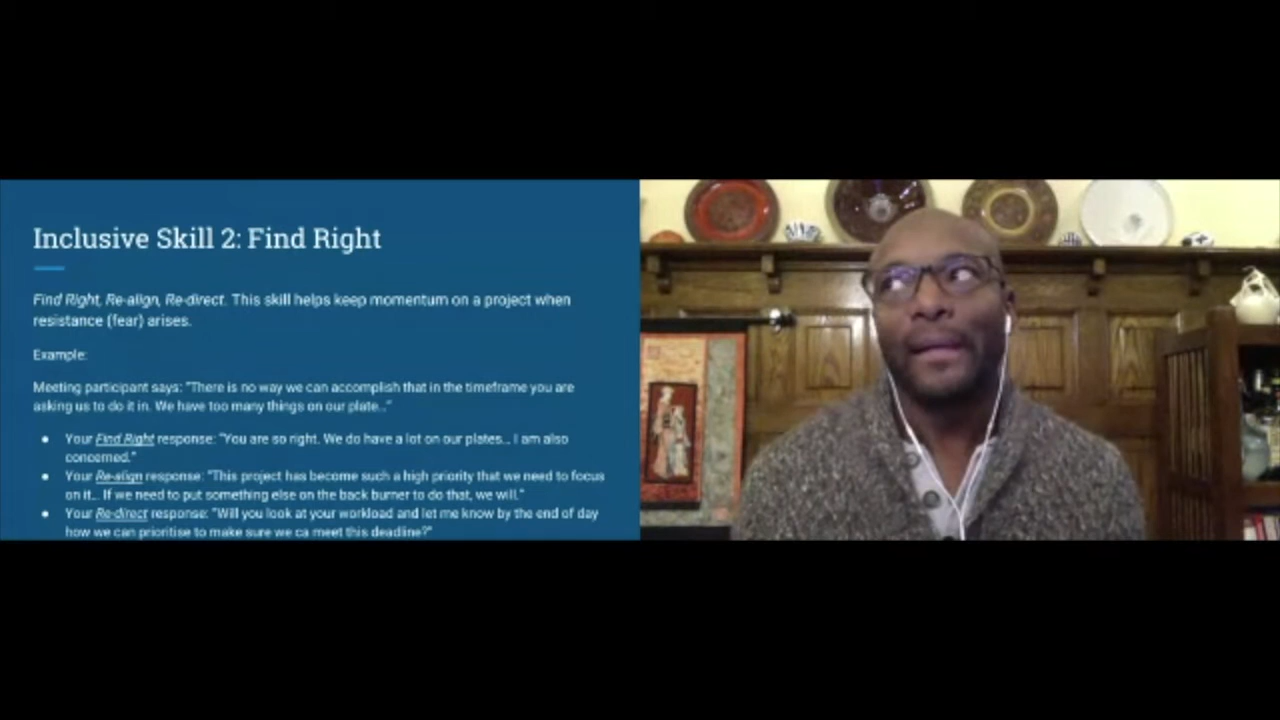 Inclusive Skill 2: Find Right
Find Right, Re-align, Re-direct. This skill helps keep momentum on a project when
resistance (fear) arises.
Example:
Meeting participant says: "There is no way we can accomplish that in the timeframe you are
asking us to do it in. We have too many things on our plate…"
● Your Find Right response: "You are so right. We do have a lot on our plates… I am also
concerned."
● Your Re-align response: "This project has become such a high priority that we need to focus
on it… If we need to put something else on the back burner to do that, we will."
● Your Re-direct response: "Will you look at your workload and let me know by the end of day
how we can prioritise to make sure we ca meet this deadline?"